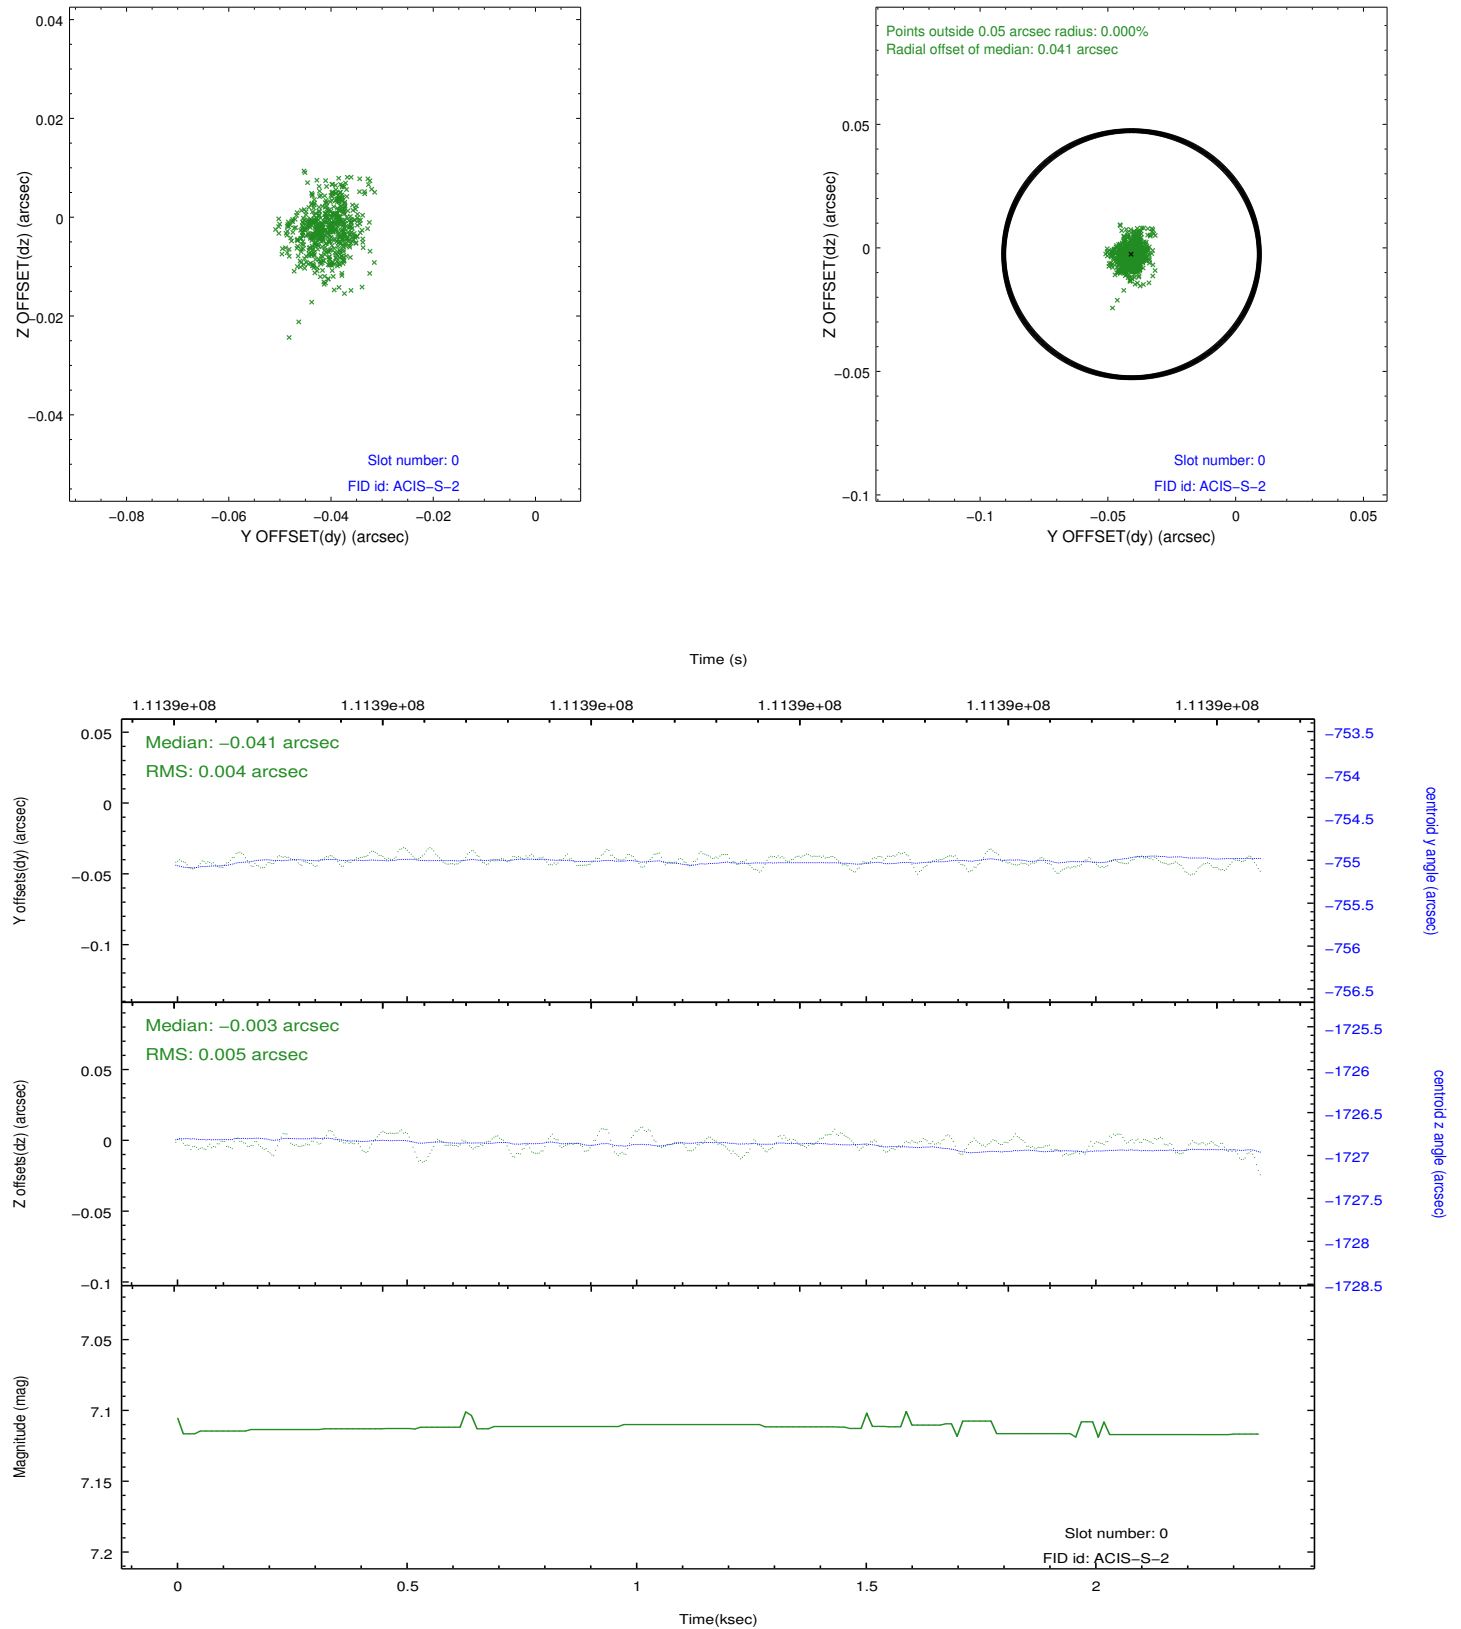 0.04
0.02
0
−0.02
−0.04
Z OFFSET(dz) (arcsec)
Slot number: 0
FID id: ACIS−S−2
−0.08
−0.06
−0.04
−0.02
0
Y OFFSET(dy) (arcsec)
Points outside 0.05 arcsec radius: 0.000%
Radial offset of median: 0.041 arcsec
0.05
0
−0.05
−0.1
Z OFFSET(dz) (arcsec)
Slot number: 0
FID id: ACIS−S−2
−0.1
−0.05
0
0.05
Y OFFSET(dy) (arcsec)
Time (s)
1.1139e+08
1.1139e+08
1.1139e+08
1.1139e+08
1.1139e+08
1.1139e+08
Median: −0.041 arcsec
RMS: 0.004 arcsec
0.05
0
−0.05
−0.1
Y offsets(dy) (arcsec)
−753.5
−754
−754.5
−755
−755.5
−756
−756.5
centroid y angle (arcsec)
Median: −0.003 arcsec
RMS: 0.005 arcsec
0.05
0
−0.05
−0.1
Z offsets(dz) (arcsec)
−1725.5
−1726
−1726.5
−1727
−1727.5
−1728
−1728.5
centroid z angle (arcsec)
7.05
7.1
7.15
7.2
Magnitude (mag)
Slot number: 0
FID id: ACIS−S−2
0
0.5
1
1.5
2
Time(ksec)